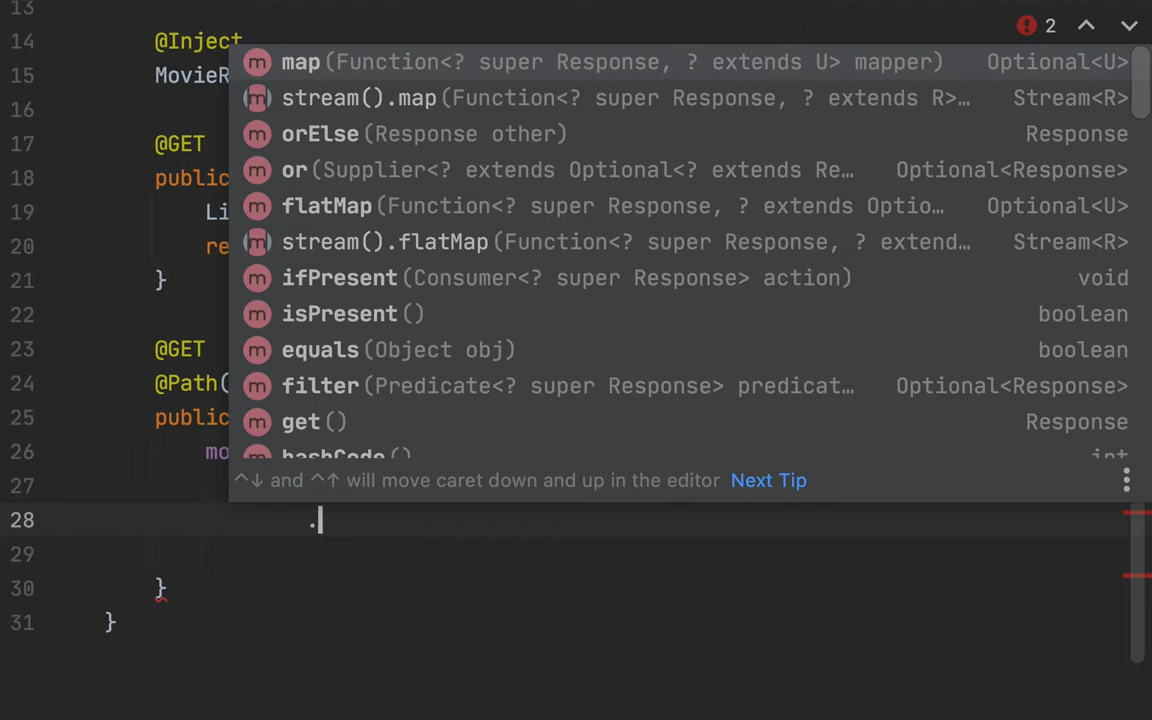 13
2
14 @Inject
15 MovieR
16
17 @GET
18 public
19 Li
20 re
21 }
22
23 @GET
24 @Path(
25 public
26 mo
27
28 .
29
30 }
31 }
m map(Function<? super Response, ? extends U> mapper) Optional<U>
m stream().map(Function<? super Response, ? extends R>… Stream<R>
m orElse(Response other) Response
m or(Supplier<? extends Optional<? extends Re… Optional<Response>
m flatMap(Function<? super Response, ? extends Optio… Optional<U>
m stream().flatMap(Function<? super Response, ? extend… Stream<R>
m ifPresent(Consumer<? super Response> action) void
m isPresent() boolean
m equals(Object obj) boolean
m filter(Predicate<? super Response> predicat… Optional<Response>
m get() Response
m hashCode() int
^↓ and ^↑ will move caret down and up in the editor Next Tip